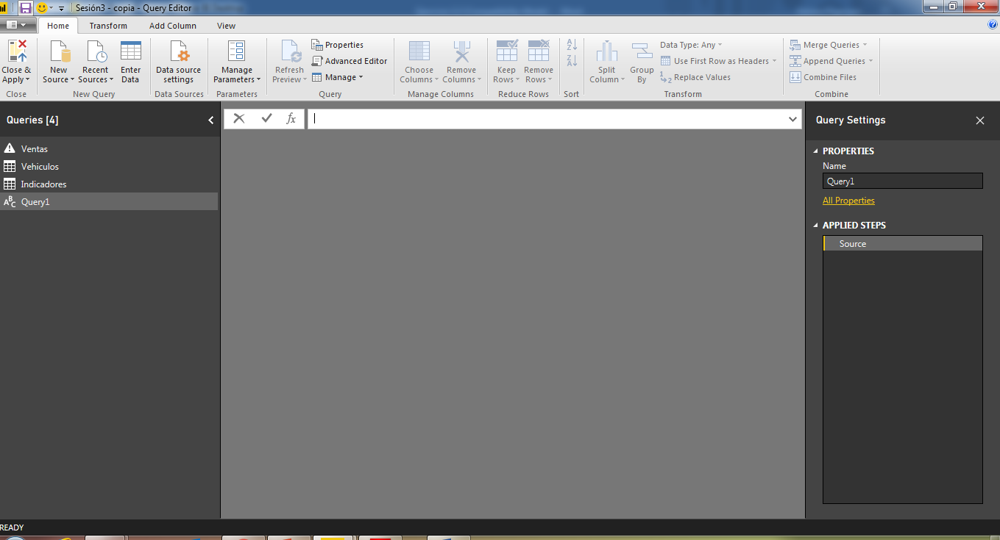 Sesión3 - copia - Query Editor
Home Transform Add Column View
Close & Apply
New Source
Recent Sources
Enter Data
Data source settings
Manage Parameters
Refresh Preview
Properties
Advanced Editor
Manage
Choose Columns
Remove Columns
Keep Rows
Remove Rows
Split Column
Group By
Data Type: Any
Use First Row as Headers
Replace Values
Merge Queries
Append Queries
Combine Files
Close New Query Data Sources Parameters Query Manage Columns Reduce Rows Sort Transform Combine
Queries [4]
Ventas
Vehiculos
Indicadores
Query1
fx
Query Settings
PROPERTIES
Name
Query1
All Properties
APPLIED STEPS
Source
READY